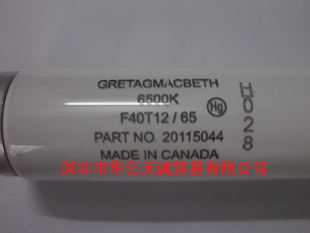 GRETAGMACBETH
6500K
F40T12 / 65
Hg
PART NO. 20115044
MADE IN CANADA
H028
深圳市华亿天诚贸易有限公司